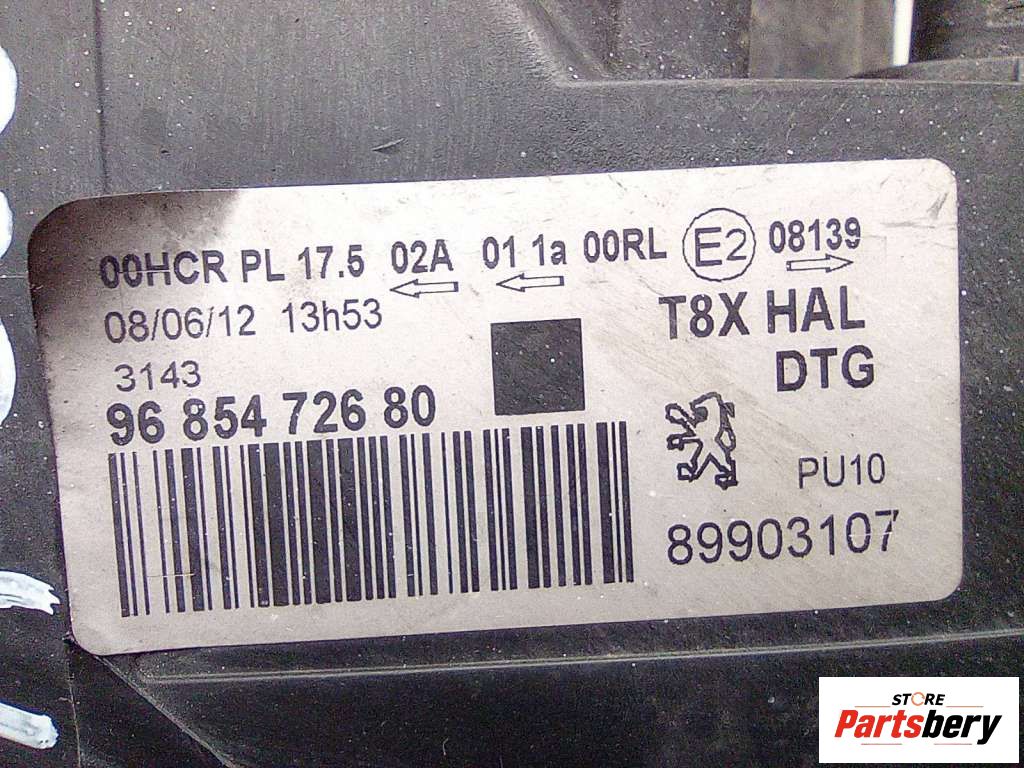 00HCR PL 17.5 02A 01 1a 00RL E2 08139
08/06/12 13h53
T8X HAL
3143
DTG
96 854 726 80
PU10
89903107
STORE
Partsbery